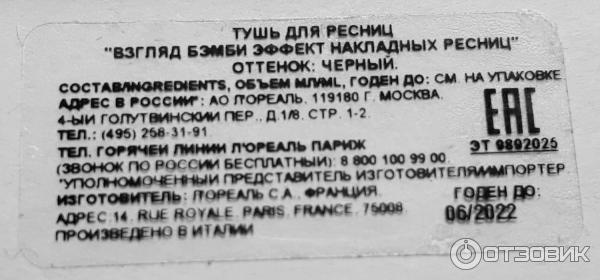 ТУШЬ ДЛЯ РЕСНИЦ
"ВЗГЛЯД БЭМБИ ЭФФЕКТ НАКЛАДНЫХ РЕСНИЦ"
ОТТЕНОК: ЧЕРНЫЙ.
СОСТАВ/INGREDIENTS, ОБЪЕМ МЛ/ML, ГОДЕН ДО: СМ. НА УПАКОВКЕ
АДРЕС В РОССИИ*: АО Л'ОРЕАЛЬ. 119180 Г. МОСКВА.
4-ЫЙ ГОЛУТВИНСКИЙ ПЕР., Д.1/8. СТР. 1-2.
ТЕЛ.: (495) 258-31-91.
EAC
ЭТ 9892025
ТЕЛ. ГОРЯЧЕЙ ЛИНИИ Л'ОРЕАЛЬ ПАРИЖ
(ЗВОНОК ПО РОССИИ БЕСПЛАТНЫЙ): 8 800 100 99 00.
*УПОЛНОМОЧЕННЫЙ ПРЕДСТАВИТЕЛЬ ИЗГОТОВИТЕЛЯ/ИМПОРТЕР
ИЗГОТОВИТЕЛЬ: Л'ОРЕАЛЬ С.А., ФРАНЦИЯ.
АДРЕС 14, RUE ROYALE, PARIS, FRANCE, 75008.
ПРОИЗВЕДЕНО В ИТАЛИИ
ГОДЕН ДО:
06/2022
ОТЗОВИК